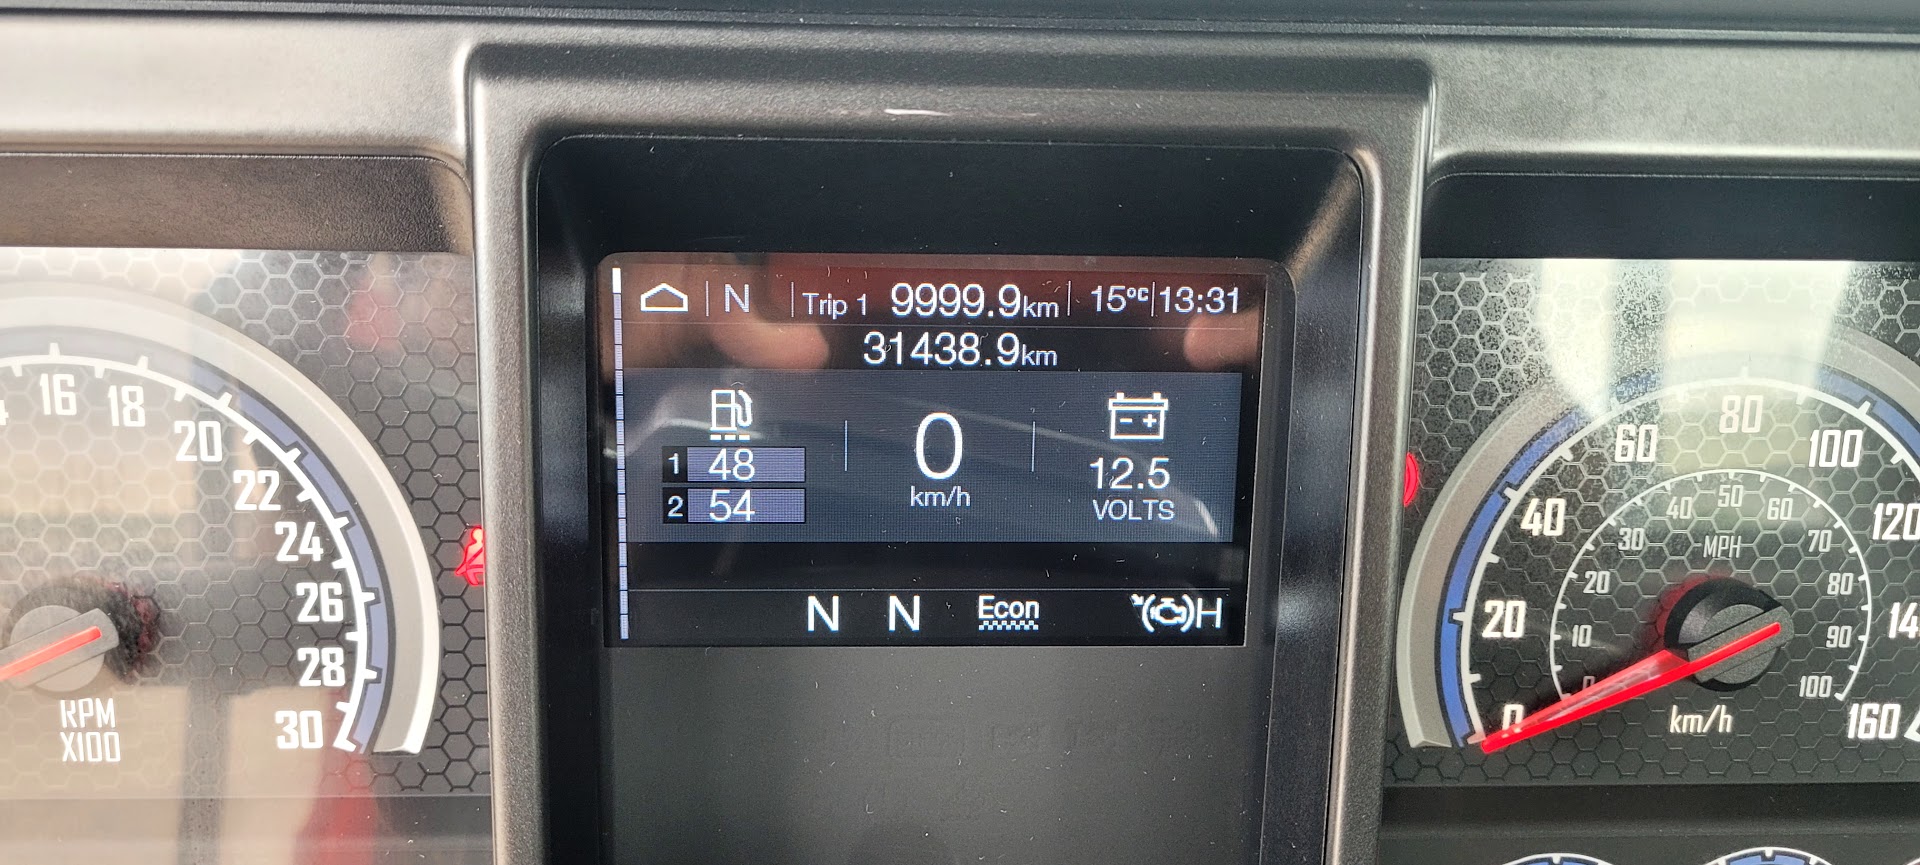 N Trip 1 9999.9km 15°C 13:31
31438.9km
1 48
2 54
0
km/h
12.5
VOLTS
N N Econ H
16 18 20 22 24 26 28 30
RPM
X100
0 20 40 60 80 100 120 160
0 10 20 30 40 50 60 70 80 90 100
MPH
km/h